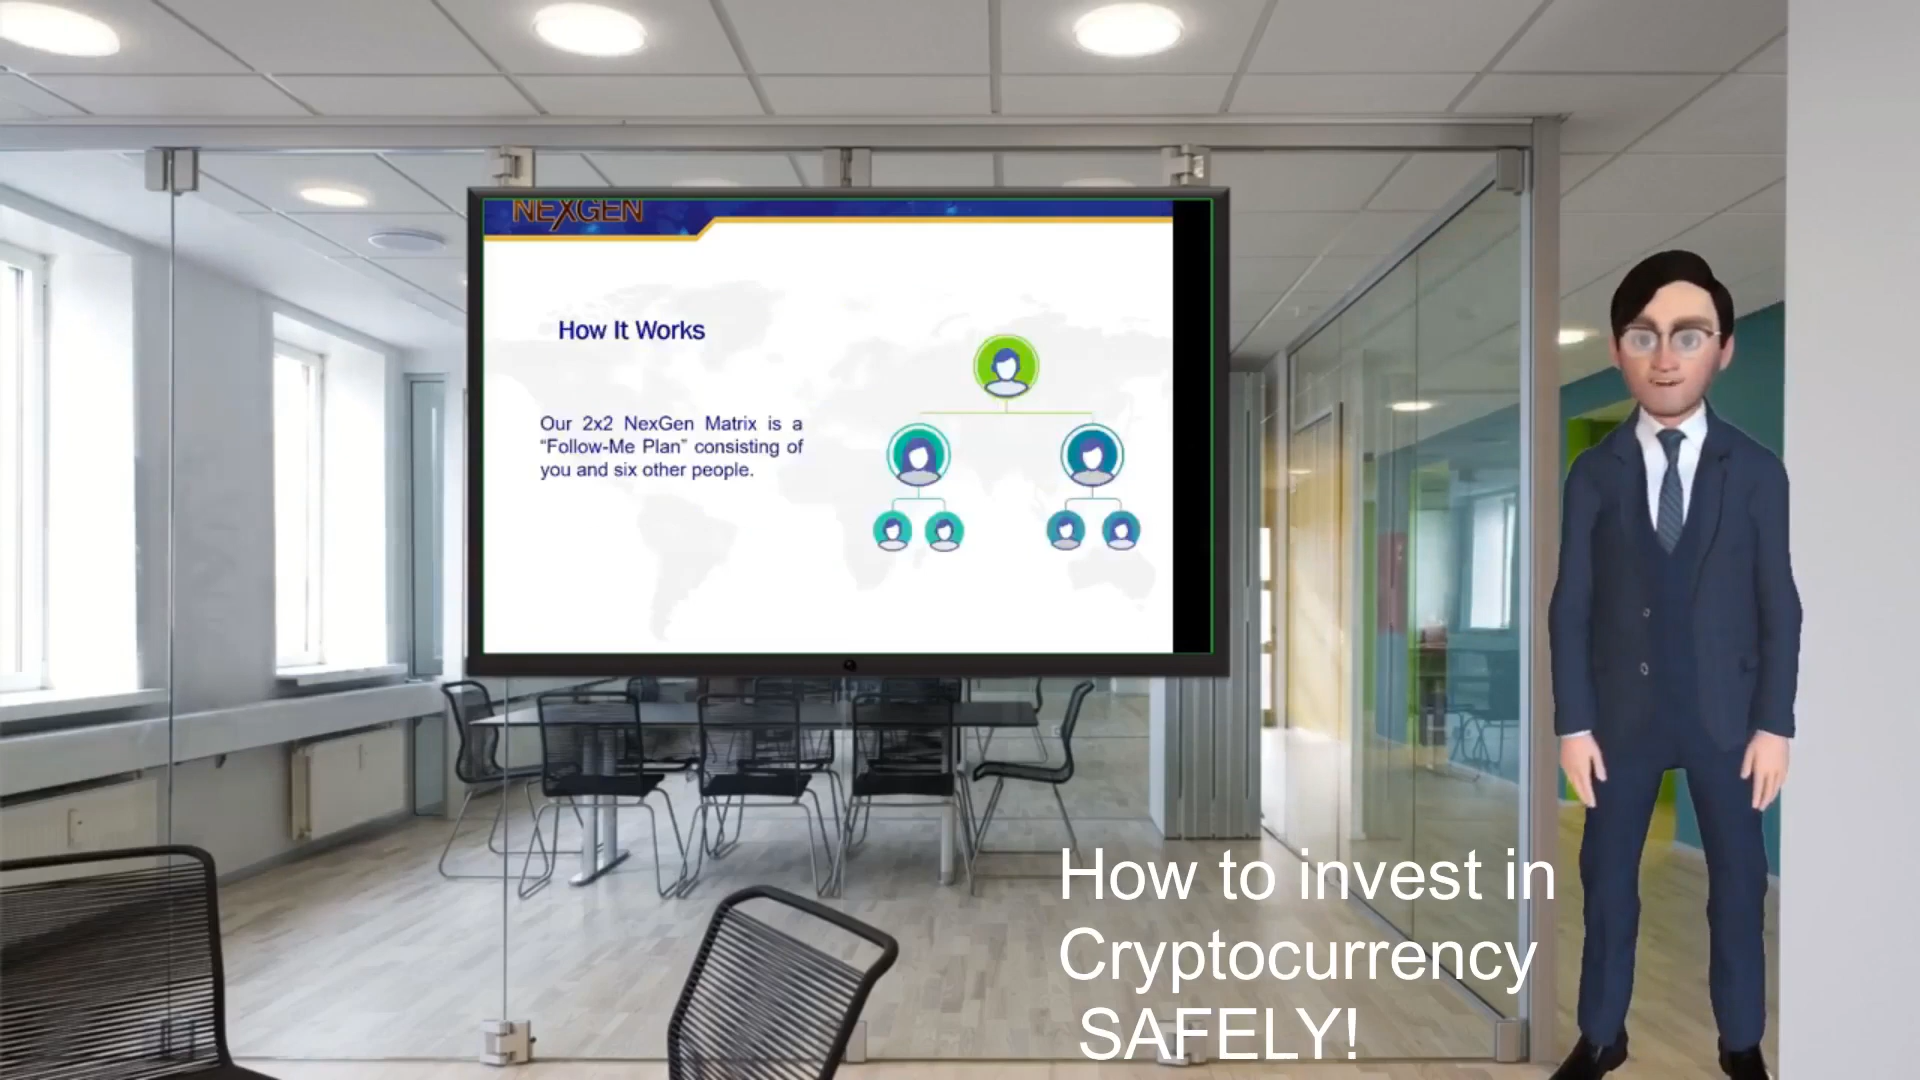 NEXGEN
How It Works
Our 2x2 NexGen Matrix is a
“Follow-Me Plan” consisting of
you and six other people.
How to invest in
Cryptocurrency
SAFELY!